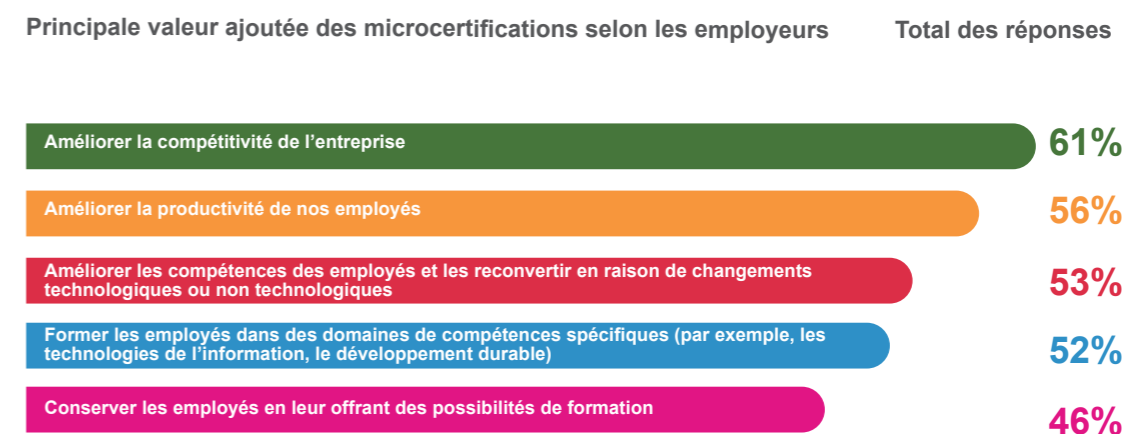 Principale valeur ajoutée des microcertifications selon les employeurs Total des réponses
Améliorer la compétitivité de l'entreprise 61%
Améliorer la productivité de nos employés 56%
Améliorer les compétences des employés et les reconvertir en raison de changements
technologiques ou non technologiques 53%
Former les employés dans des domaines de compétences spécifiques (par exemple, les
technologies de l'information, le développement durable) 52%
Conserver les employés en leur offrant des possibilités de formation 46%